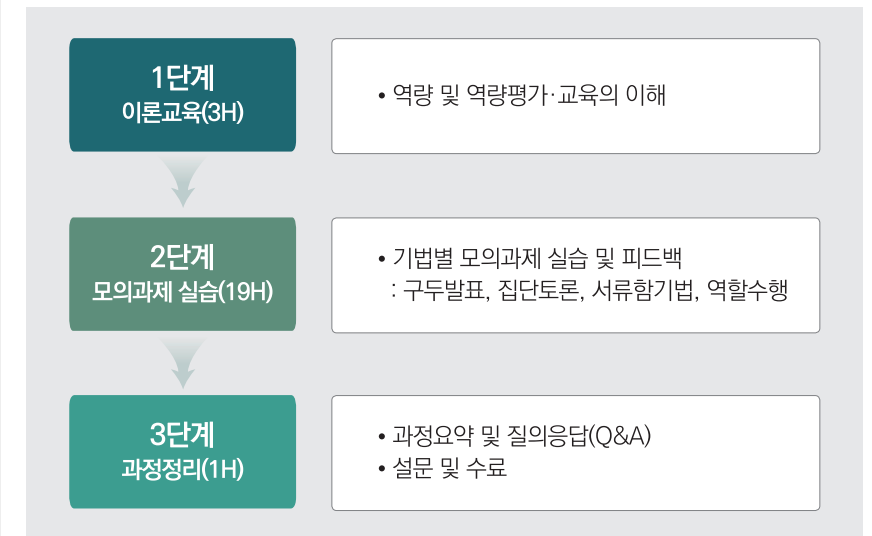 1단계
이론교육(3H)
• 역량 및 역량평가·교육의 이해
2단계
모의과제 실습(19H)
• 기법별 모의과제 실습 및 피드백
: 구두발표, 집단토론, 서류함기법, 역할수행
3단계
과정정리(1H)
• 과정요약 및 질의응답(Q&A)
• 설문 및 수료